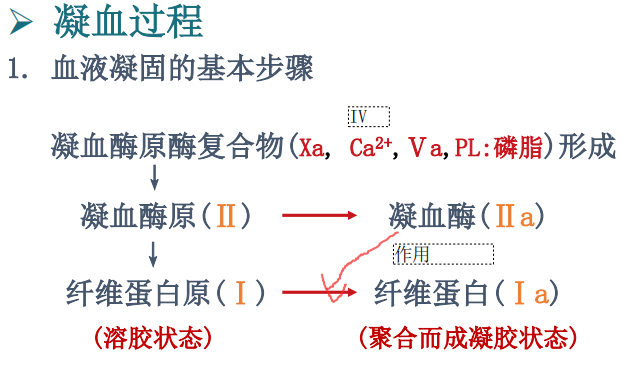 凝血过程
1. 血液凝固的基本步骤
IV
凝血酶原酶复合物(Xa, Ca²⁺,Ⅴa,PL:磷脂)形成
凝血酶原(Ⅱ) 凝血酶(Ⅱa)
作用
纤维蛋白原(Ⅰ) 纤维蛋白(Ⅰa)
(溶胶状态) (聚合而成凝胶状态)